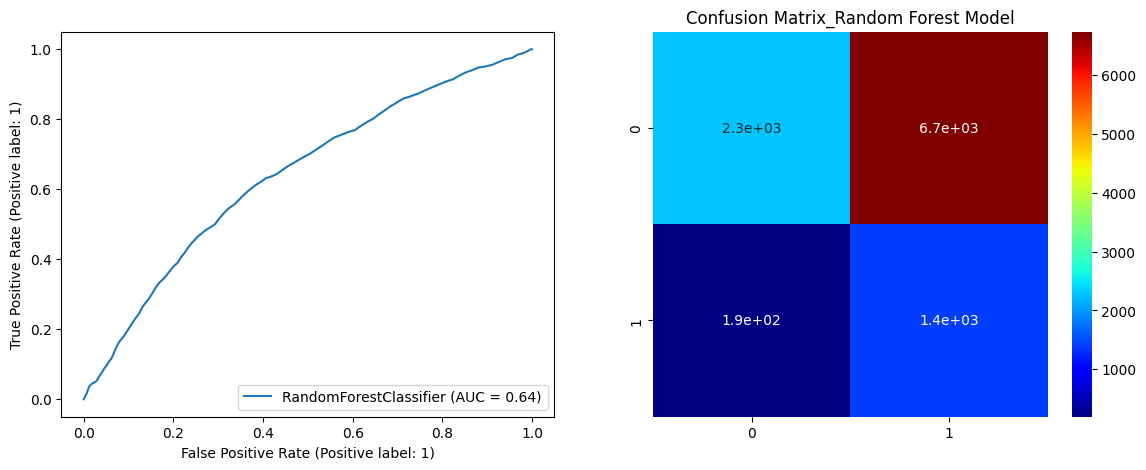 1.0
0.8
0.6
0.4
0.2
0.0
True Positive Rate (Positive label: 1)
RandomForestClassifier (AUC = 0.64)
0.0 0.2 0.4 0.6 0.8 1.0
False Positive Rate (Positive label: 1)
Confusion Matrix_Random Forest Model
0 2.3e+03 6.7e+03
1 1.9e+02 1.4e+03
0 1
6000
5000
4000
3000
2000
1000